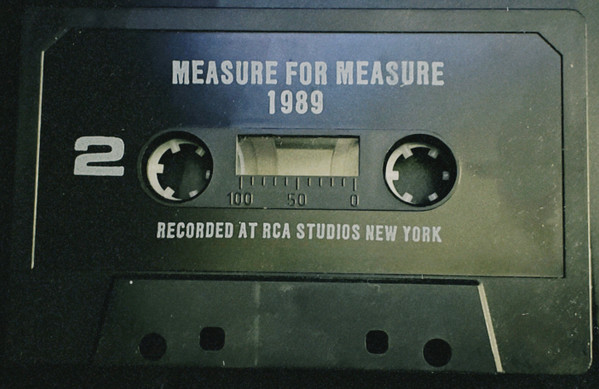 MEASURE FOR MEASURE
1989
2
100 50 0
RECORDED AT RCA STUDIOS NEW YORK